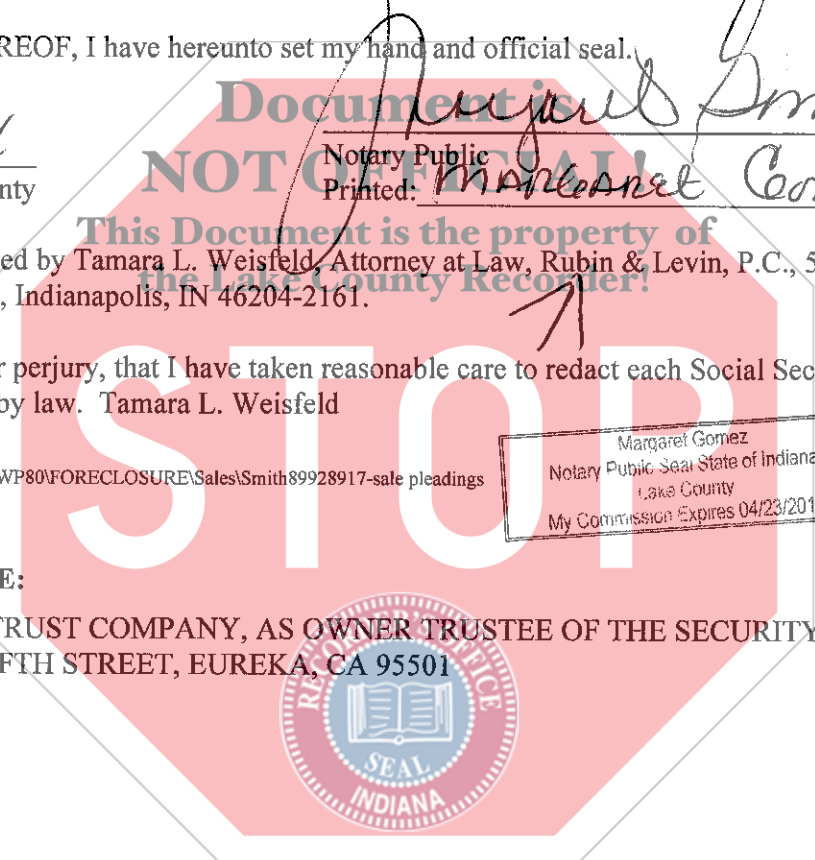 REOF, I have hereunto set my hand and official seal.
Document is
NOT OFFICIAL!
Notary Public
nty
Printed: Margaret
This Document is the property of
ed by Tamara L. Weisfeld, Attorney at Law, Rubin & Levin, P.C., 5
the Lake County Recorder!
, Indianapolis, IN 46204-2161.
r perjury, that I have taken reasonable care to redact each Social Sec
by law. Tamara L. Weisfeld
STOP
Margaret Gomez
Notary Public Seal State of Indiana
Lake County
My Commission Expires 04/23/201
WP80\FORECLOSURE\Sales\Smith89928917-sale pleadings
E:
TRUST COMPANY, AS OWNER TRUSTEE OF THE SECURITY
FTH STREET, EUREKA, CA 95501
RECORDER'S OFFICE
SEAL
INDIANA